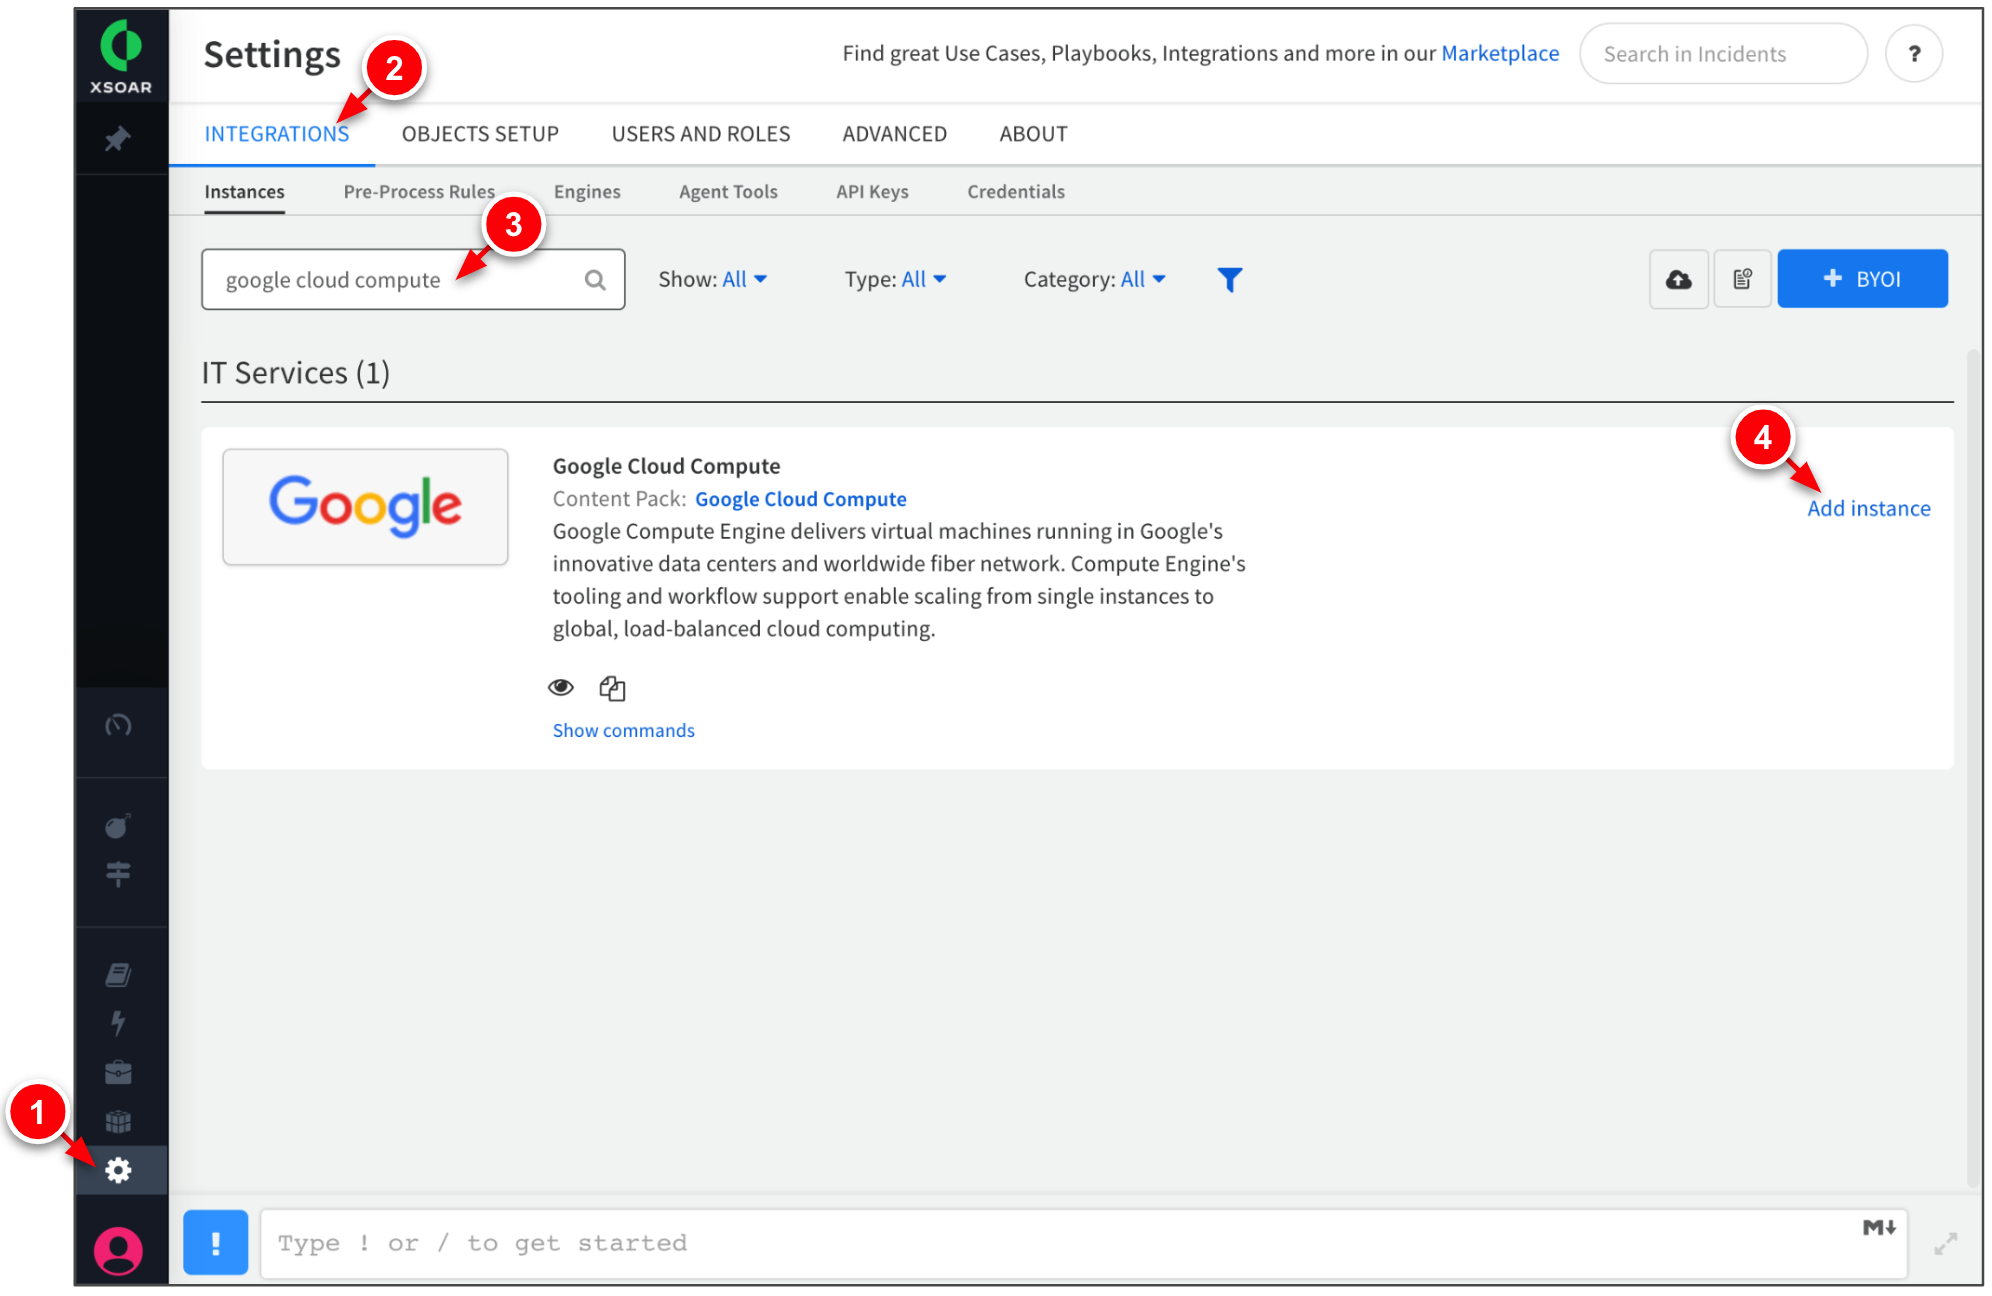 XSOAR
Settings
2
Find great Use Cases, Playbooks, Integrations and more in our Marketplace
Search in Incidents
?
INTEGRATIONS
OBJECTS SETUP
USERS AND ROLES
ADVANCED
ABOUT
Instances
Pre-Process Rules
Engines
Agent Tools
API Keys
Credentials
3
google cloud compute
Show: All
Type: All
Category: All
+ BYOI
IT Services (1)
4
Google
Google Cloud Compute
Content Pack: Google Cloud Compute
Google Compute Engine delivers virtual machines running in Google's
innovative data centers and worldwide fiber network. Compute Engine's
tooling and workflow support enable scaling from single instances to
global, load-balanced cloud computing.
Add instance
Show commands
1
!
Type ! or / to get started
M↓